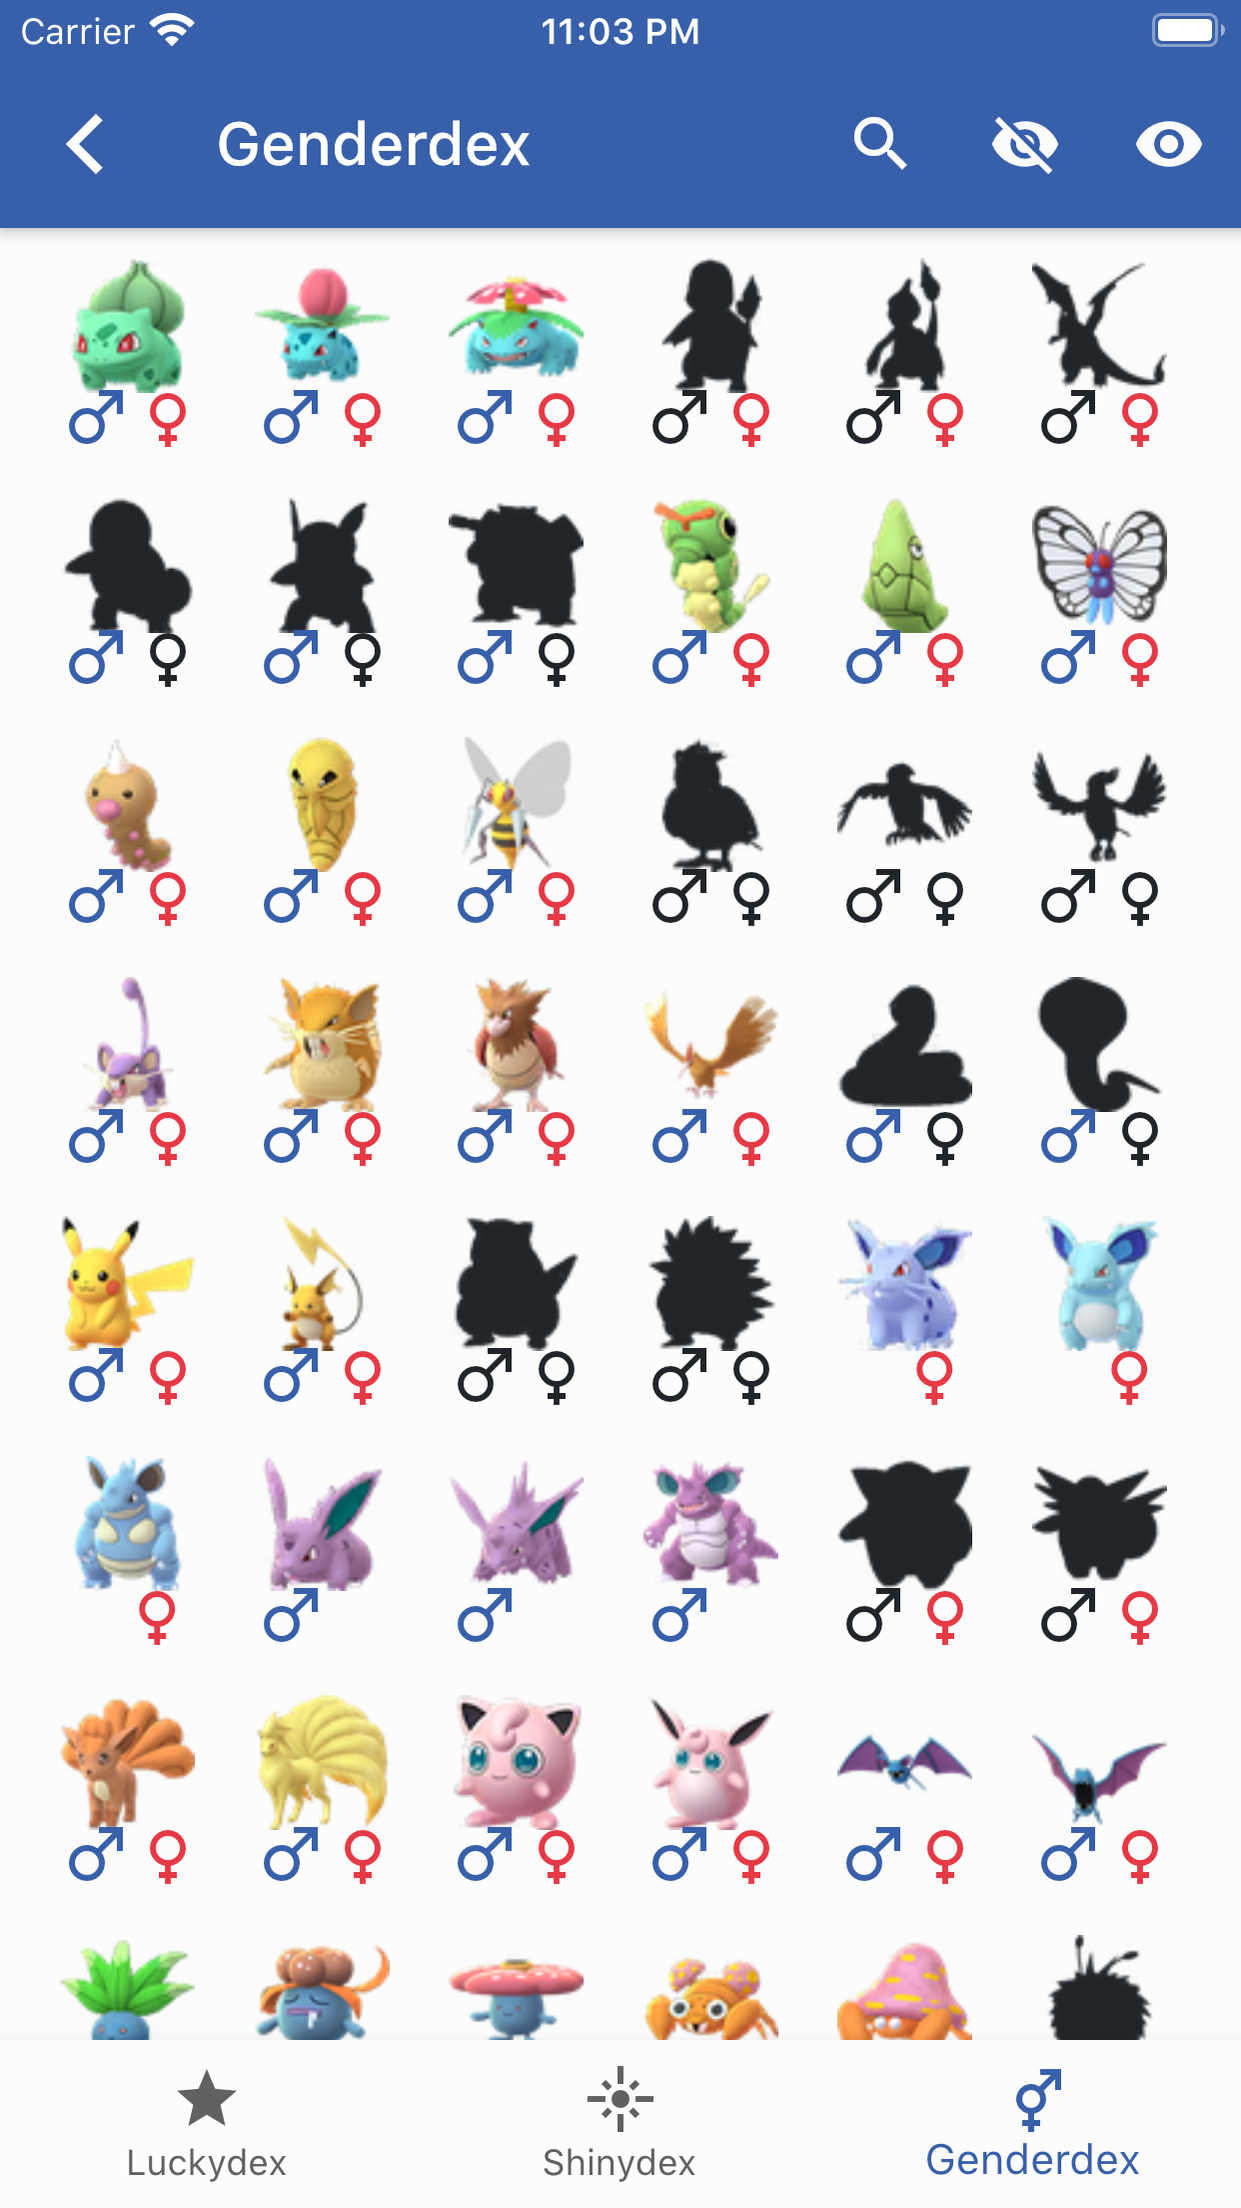 Carrier 11:03 PM
Genderdex
♂ ♀ ♂ ♀ ♂ ♀ ♂ ♀ ♂ ♀ ♂ ♀
♂ ♀ ♂ ♀ ♂ ♀ ♂ ♀ ♂ ♀ ♂ ♀
♂ ♀ ♂ ♀ ♂ ♀ ♂ ♀ ♂ ♀ ♂ ♀
♂ ♀ ♂ ♀ ♂ ♀ ♂ ♀ ♂ ♀ ♂ ♀
♂ ♀ ♂ ♀ ♂ ♀ ♂ ♀ ♀ ♀
♀ ♂ ♂ ♂ ♂ ♀ ♂ ♀
♂ ♀ ♂ ♀ ♂ ♀ ♂ ♀ ♂ ♀ ♂ ♀
Luckydex Shinydex Genderdex